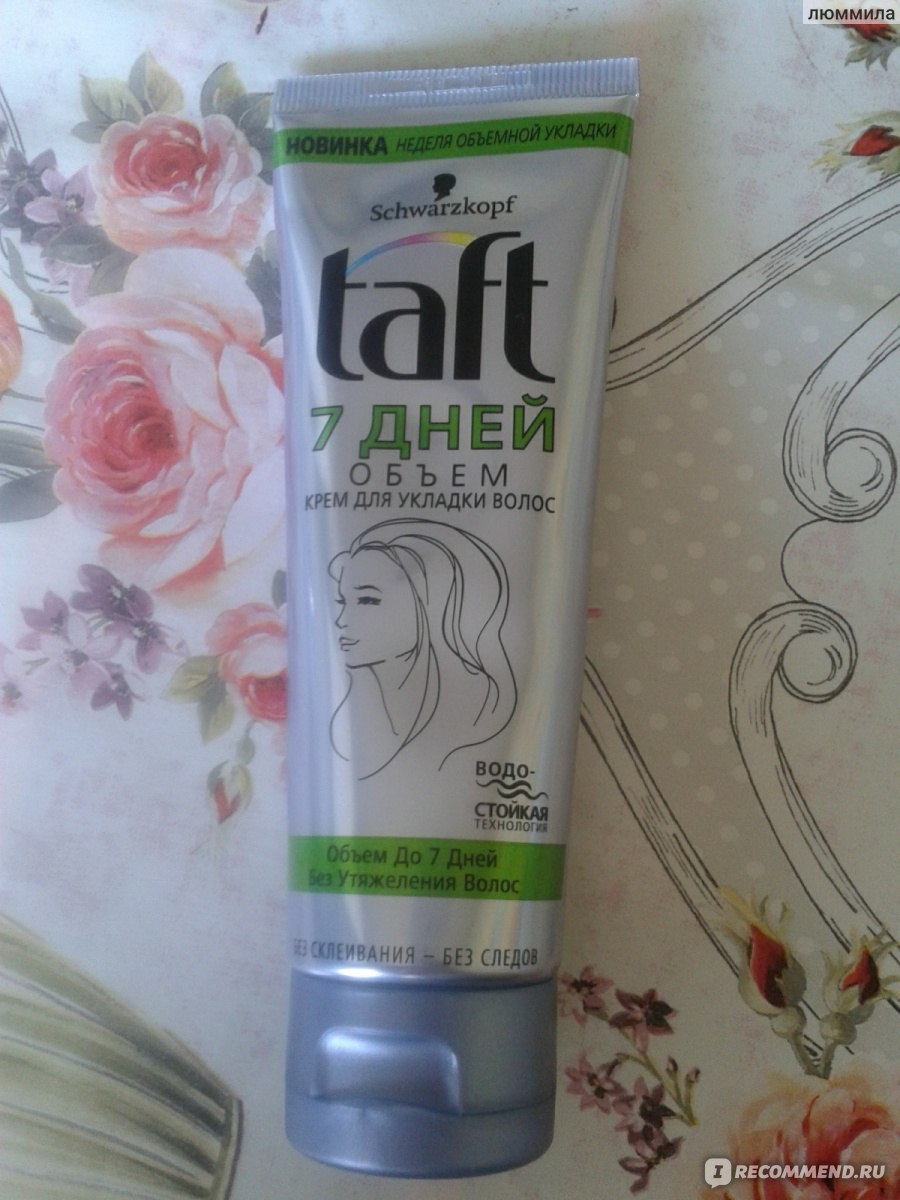 люммила
НОВИНКА НЕДЕЛЯ ОБЪЕМНОЙ УКЛАДКИ
Schwarzkopf
taft
7 ДНЕЙ
ОБЪЕМ
КРЕМ ДЛЯ УКЛАДКИ ВОЛОС
ВОДО-
СТОЙКАЯ
ТЕХНОЛОГИЯ
Объем До 7 Дней
Без Утяжеления Волос
БЕЗ СКЛЕИВАНИЯ – БЕЗ СЛЕДОВ
IRECOMMEND.RU